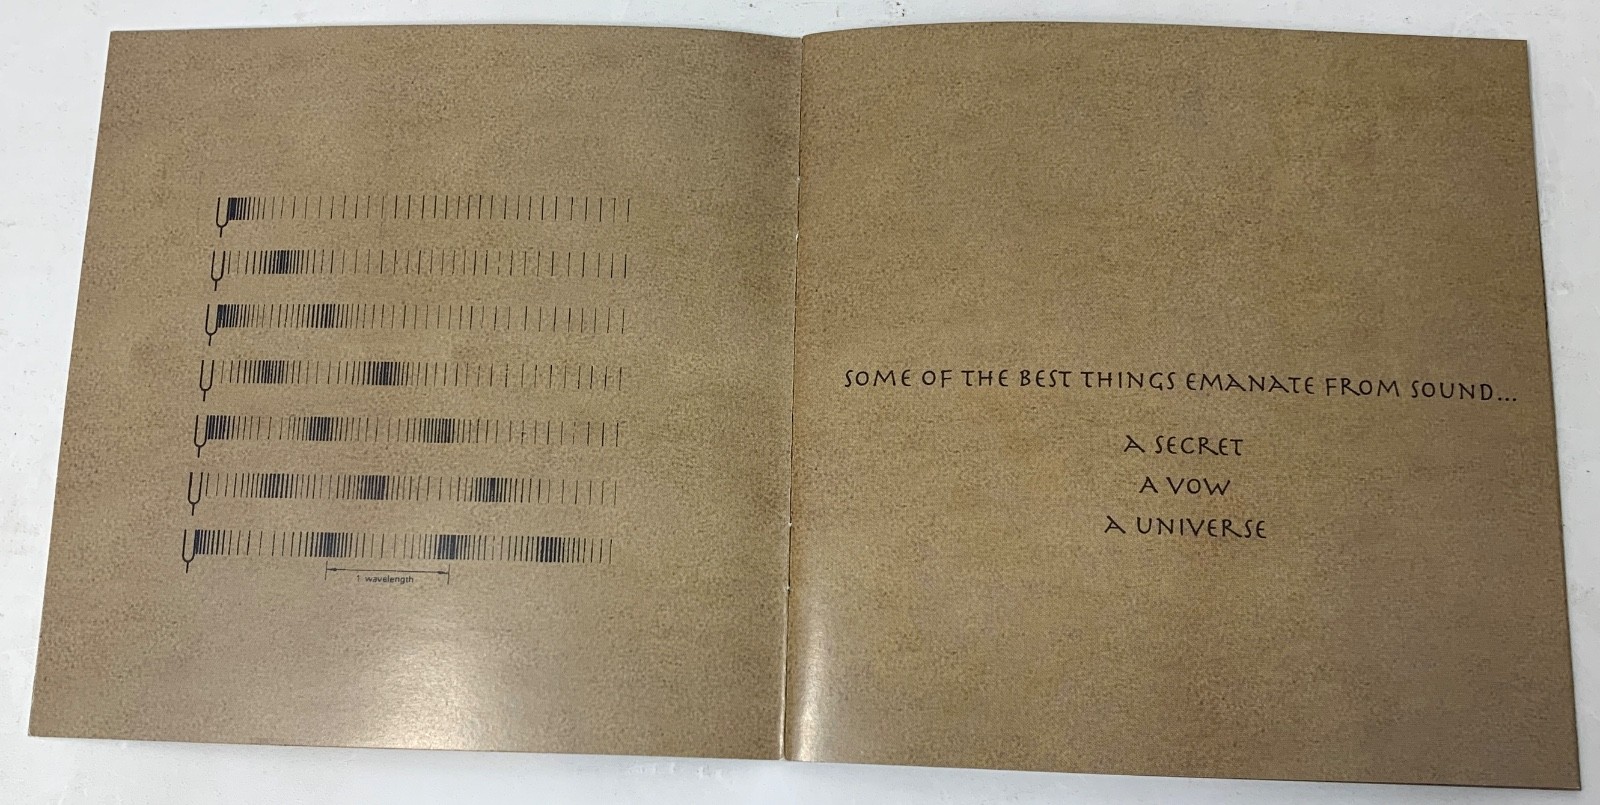 1 wavelength
SOME OF THE BEST THINGS EMANATE FROM SOUND...
A SECRET
A VOW
A UNIVERSE